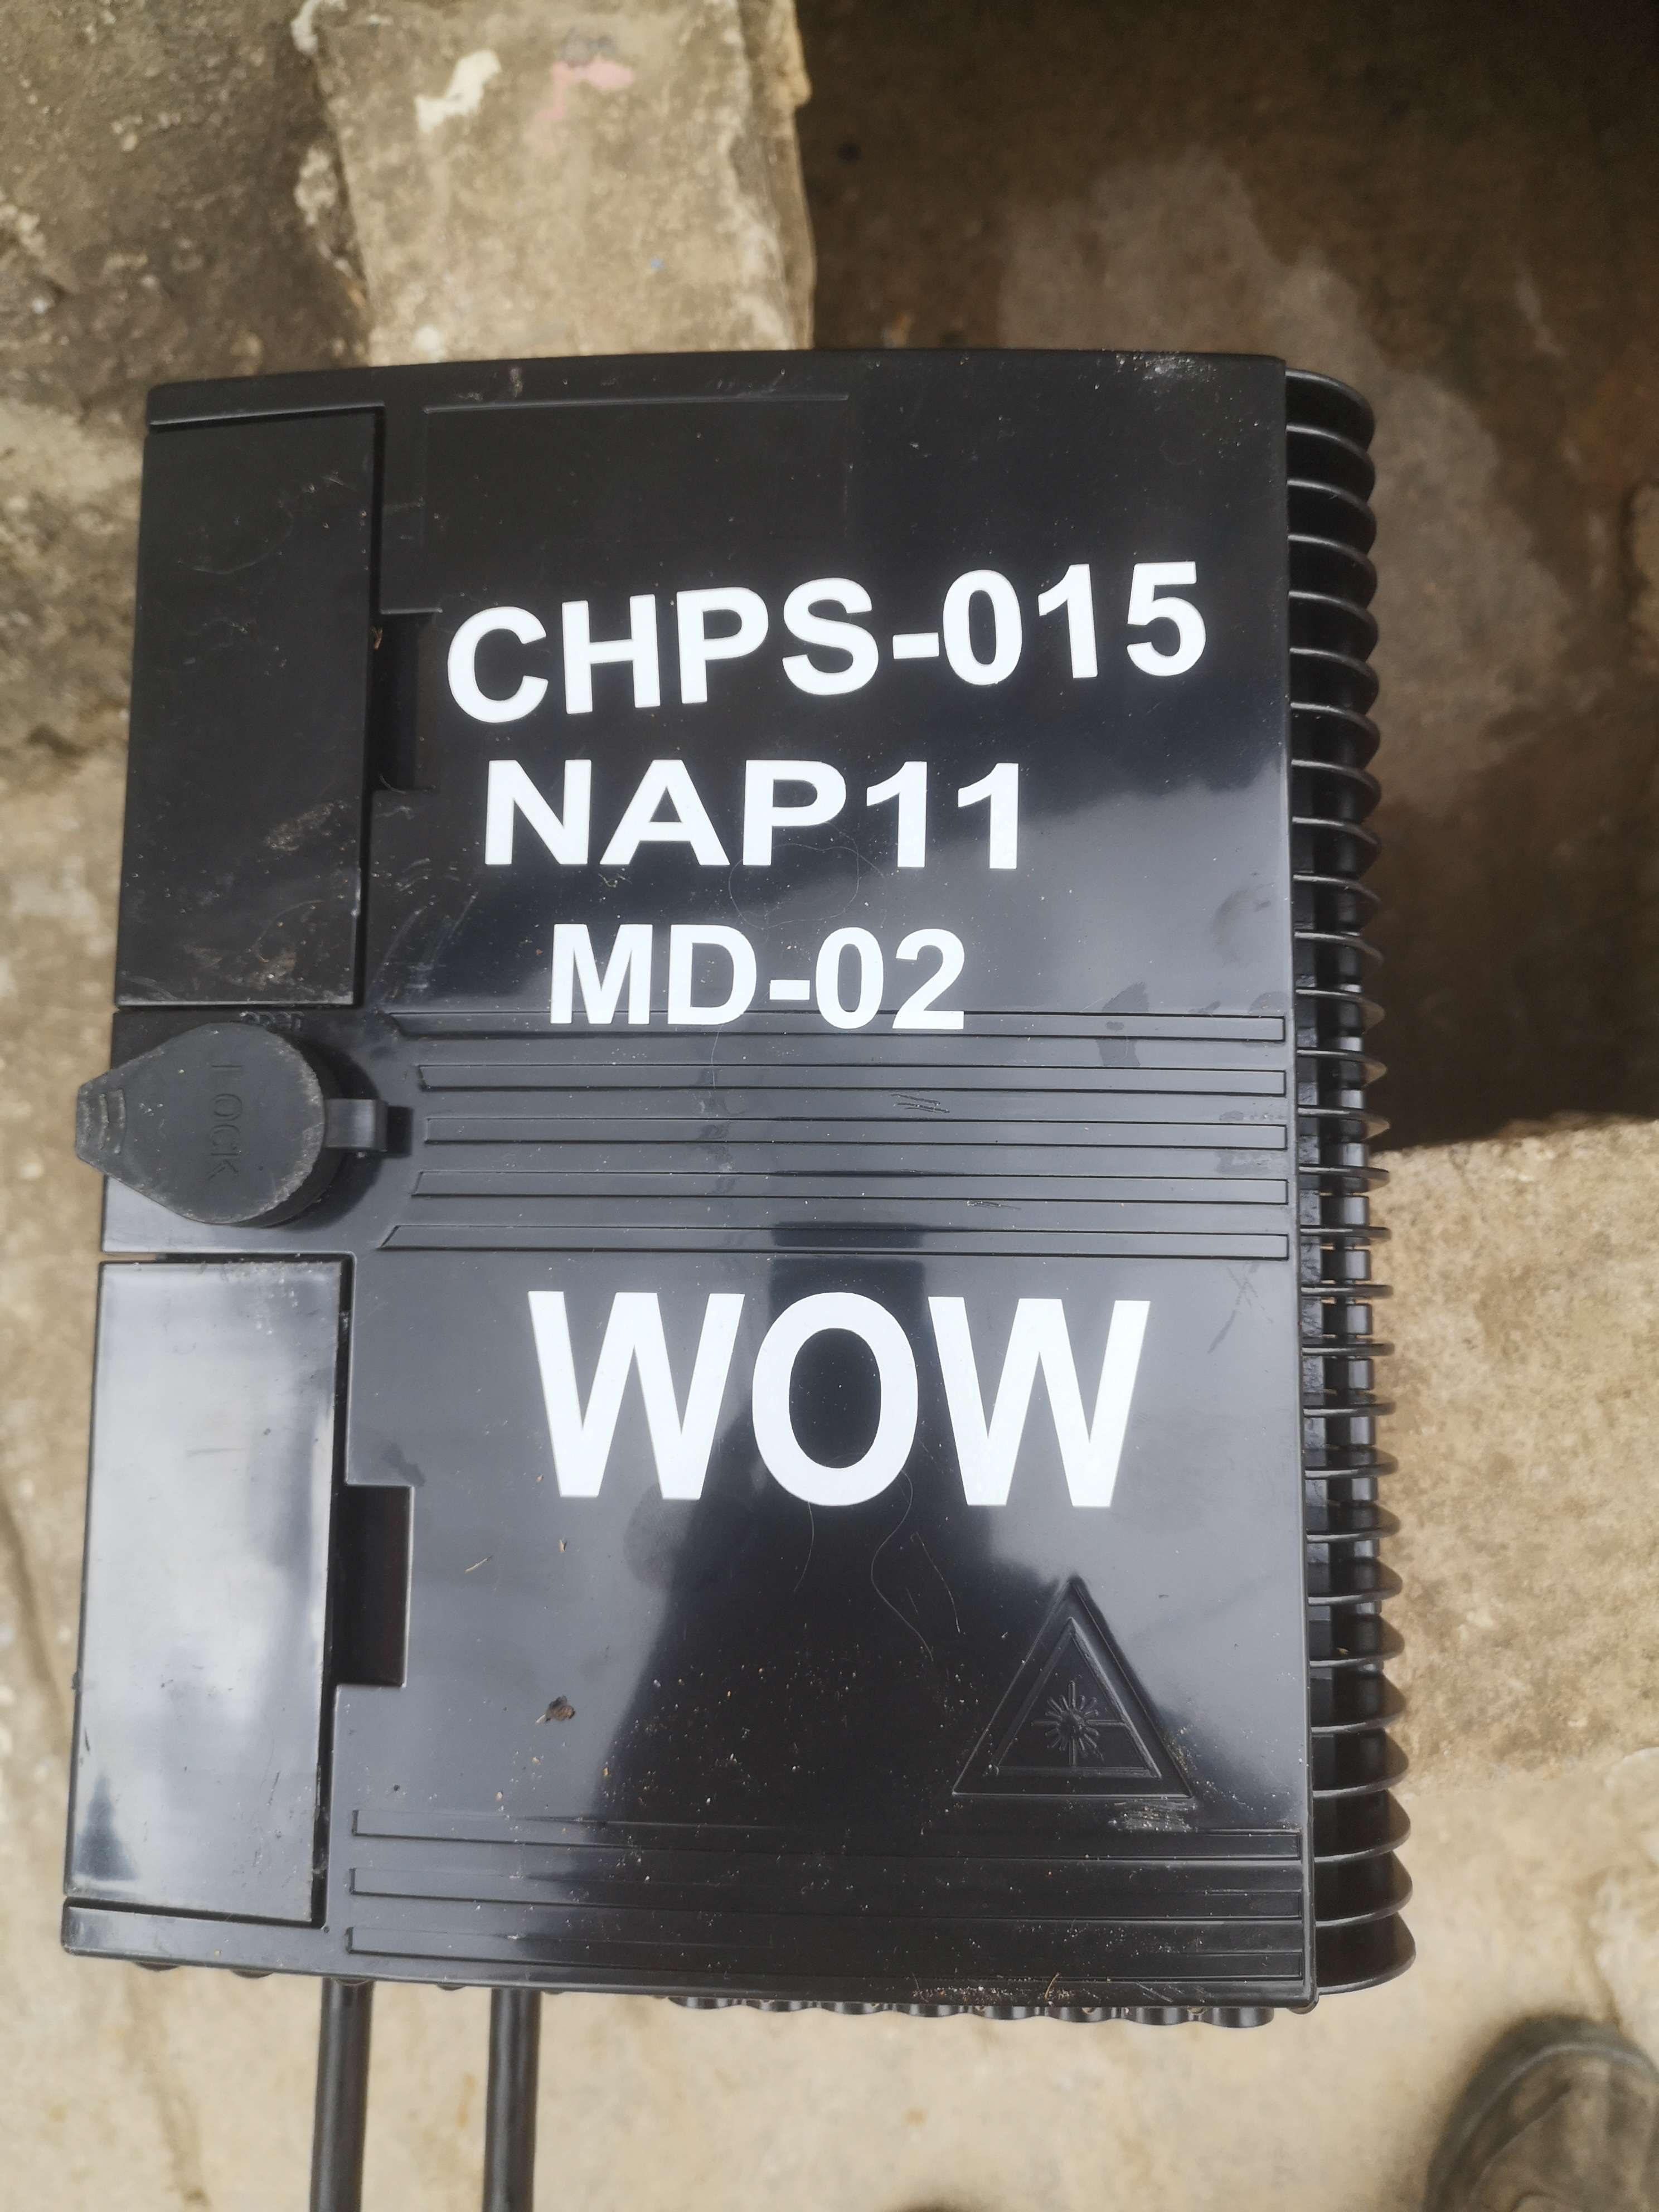 CHPS-015
NAP11
MD-02
LOCK
WOW